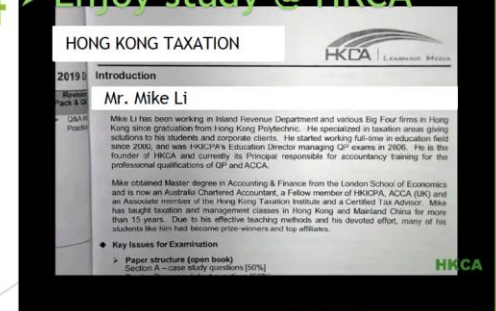 ➤ Enjoy study @ HKCA
HONG KONG TAXATION
HKCA LEARNING MEDIA
2019 Introduction
Revision
Pack & Q&A
Mr. Mike Li
Mike Li has been working in Inland Revenue Department and various Big Four firms in Hong
Kong since graduation from Hong Kong Polytechnic. He specialized in taxation areas giving
solutions to his students and corporate clients. He started working full-time in education field
since 2000, and was HKICPA's Education Director managing QP exams in 2006. He is the
founder of HKCA and currently its Principal responsible for accountancy training for the
professional qualifications of QP and ACCA.
Mike obtained Master degree in Accounting & Finance from the London School of Economics
and is now an Australia Chartered Accountant, a Fellow member of HKICPA, ACCA (UK) and
an Associate member of the Hong Kong Taxation Institute and a Certified Tax Advisor. Mike
has taught taxation and management classes in Hong Kong and Mainland China for more
than 15 years. Due to his effective teaching methods and his devoted effort, many of his
students like him had become prize-winners and top affiliates.
◆ Key Issues for Examination
➤ Paper structure (open book)
Section A – case study questions [50%]
HKCA